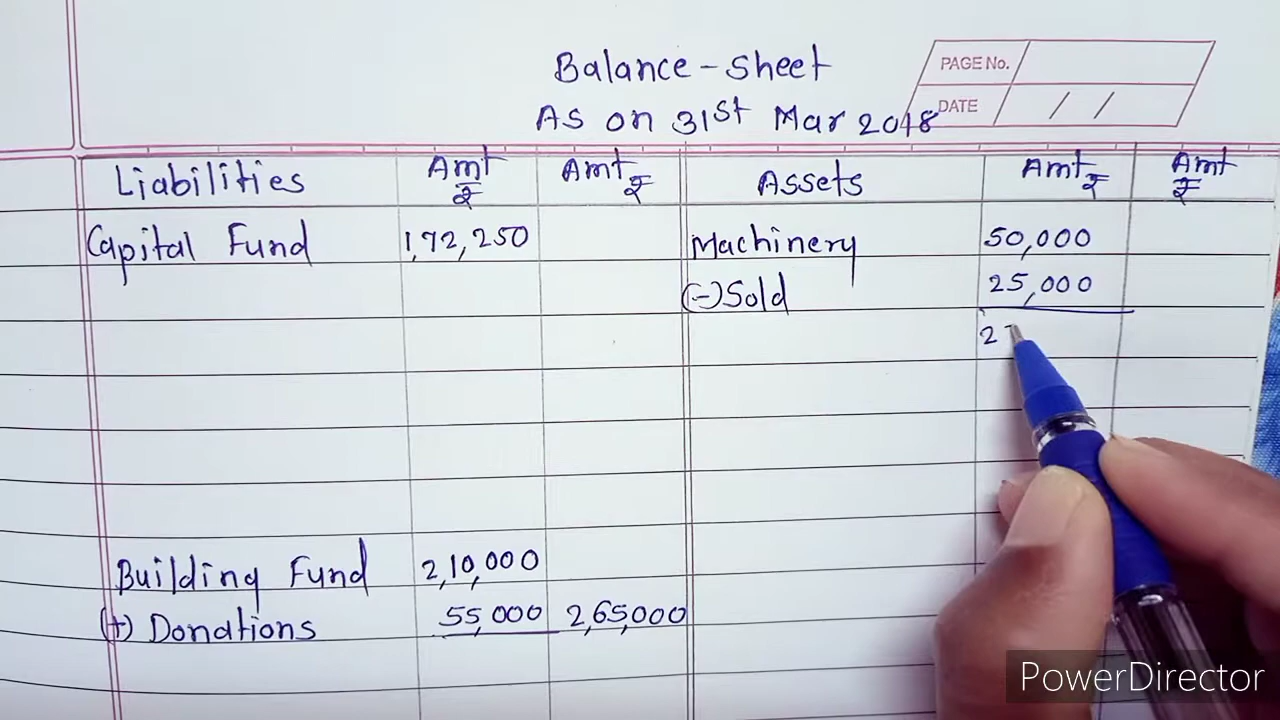 Balance-Sheet
PAGE No.
As on 31st Mar 2018
DATE / /
Liabilities Amt ₹ Amt ₹ Assets Amt ₹ Amt ₹
Capital Fund 1,72,250 Machinery 50,000
(-) Sold 25,000
2
Building Fund 2,10,000
(+) Donations 55,000 2,65,000
PowerDirector